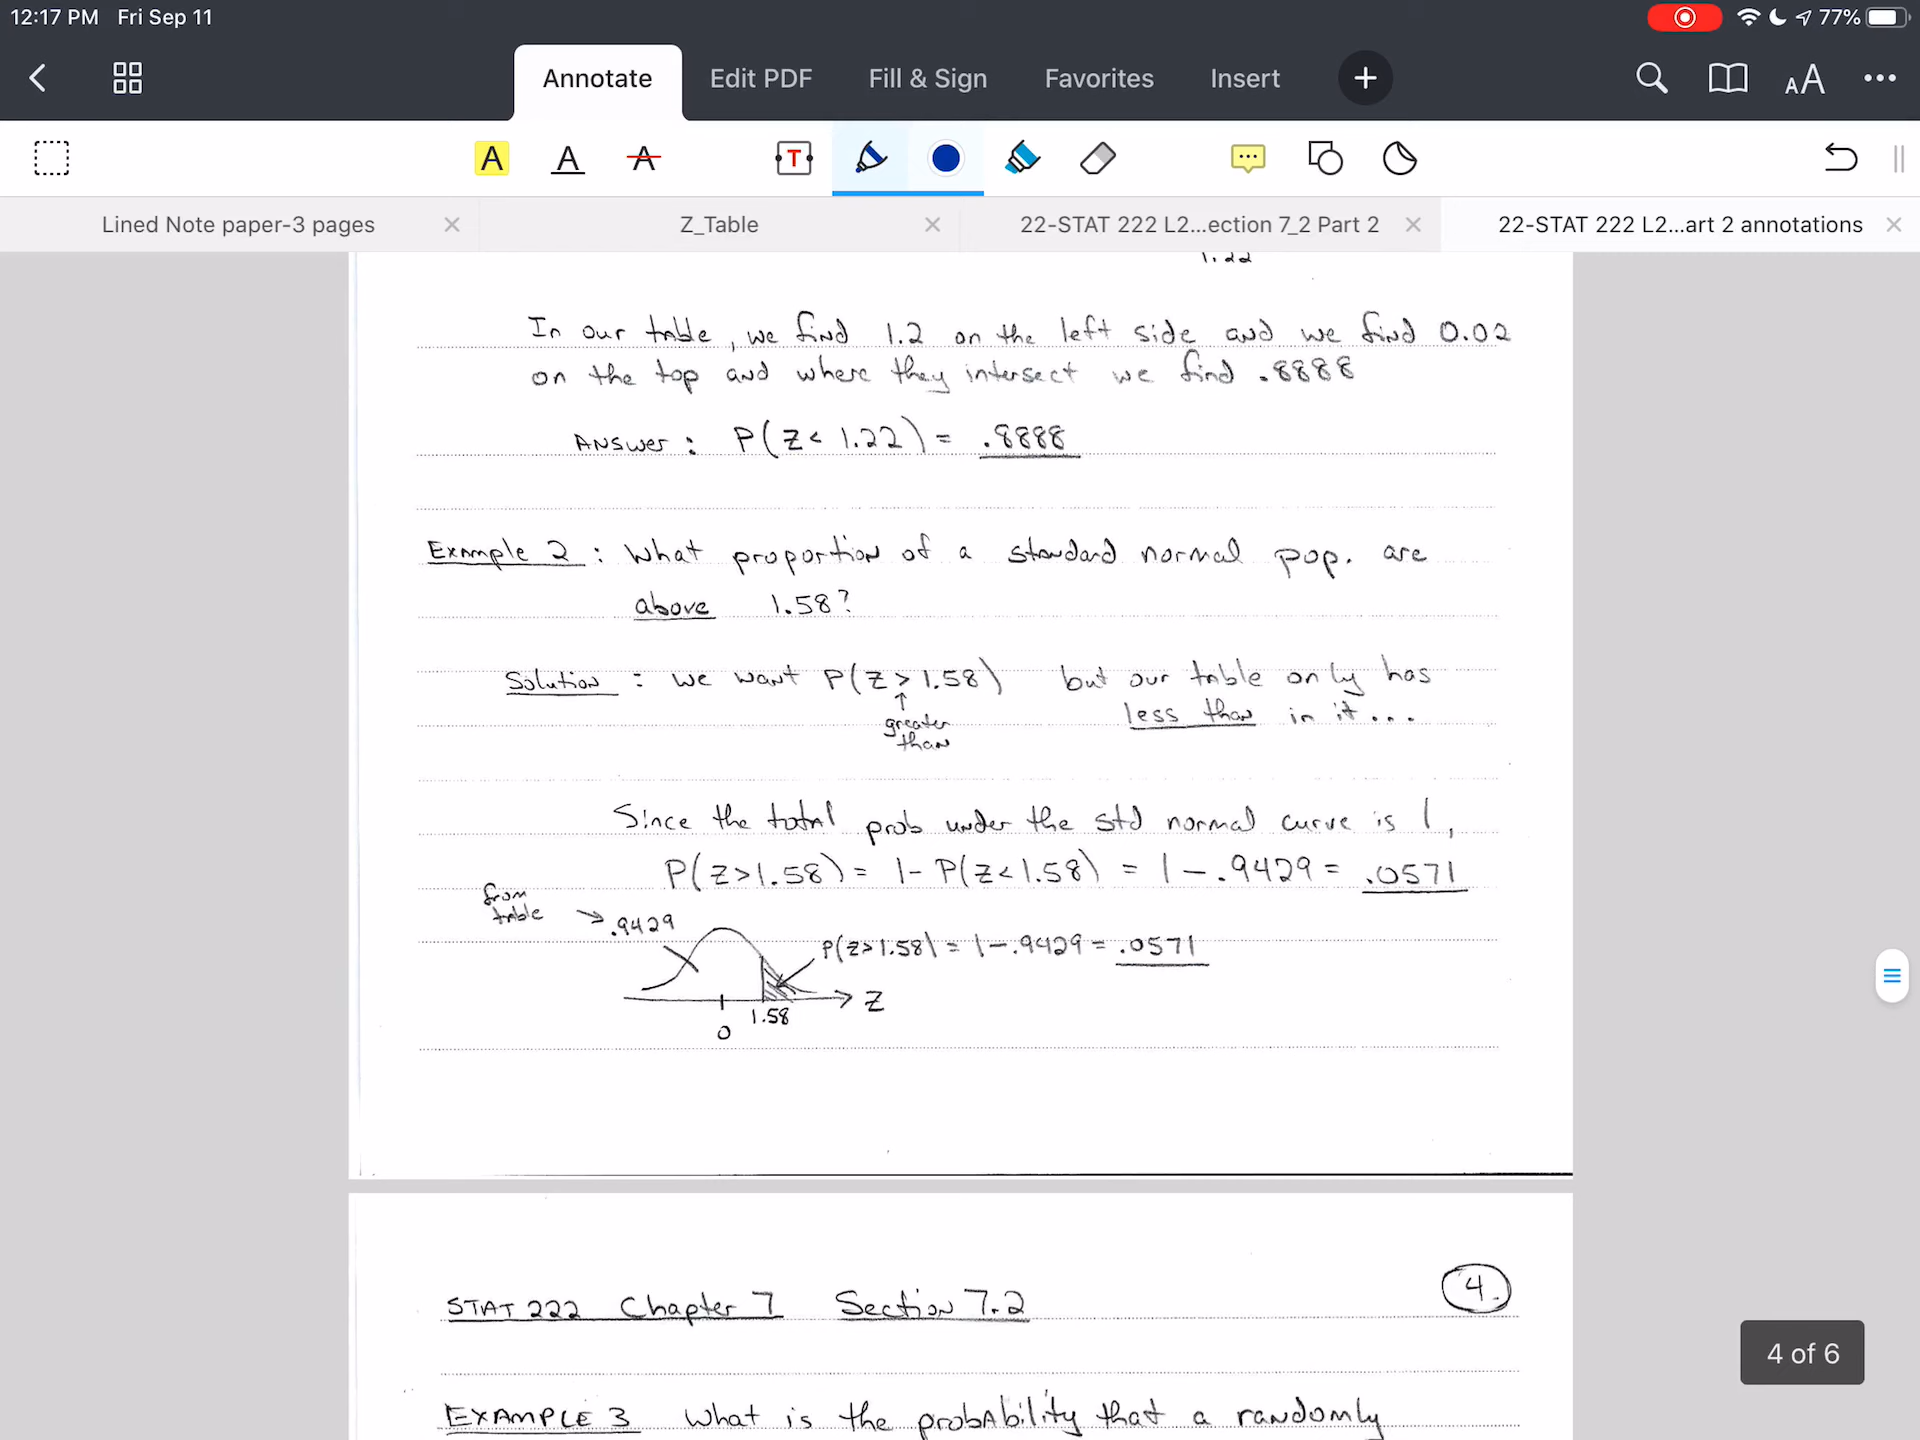 12:17 PM Fri Sep 11 77%
Annotate Edit PDF Fill & Sign Favorites Insert
AA
A A A T
Lined Note paper-3 pages Z_Table 22-STAT 222 L2...ection 7_2 Part 2 22-STAT 222 L2...art 2 annotations
1.22
In our table, we find 1.2 on the left side and we find 0.02
on the top and where they intersect we find .8888
Answer: P(Z< 1.22) = .8888
Example 2: What proportion of a standard normal pop. are
above 1.58?
Solution: we want P(Z > 1.58) but our table only has
↑ less than in it...
greater
than
Since the total prob under the std normal curve is 1,
P(Z>1.58) = 1- P(Z<1.58) = 1 - .9429 = .0571
from
table → .9429
P(Z>1.58) = 1-.9429 = .0571
Z
1.58
0
STAT 222 Chapter 7 Section 7.2 4.
4 of 6
EXAMPLE 3 What is the probability that a randomly